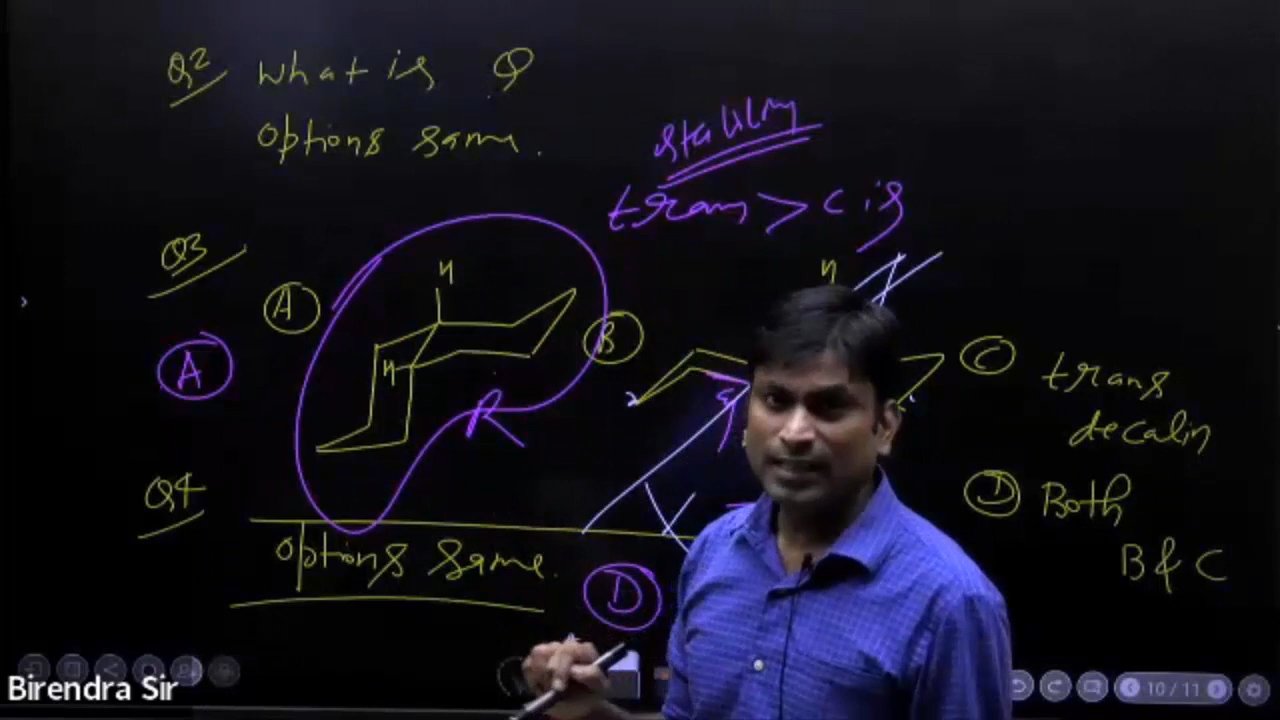 Q2 What is Q
options same.
stability
trans > cis
Q3
A
H
H
R
B
H
C trans
decalin
A
D Both
B & C
Q4
options same.
D
10 / 11
Birendra Sir